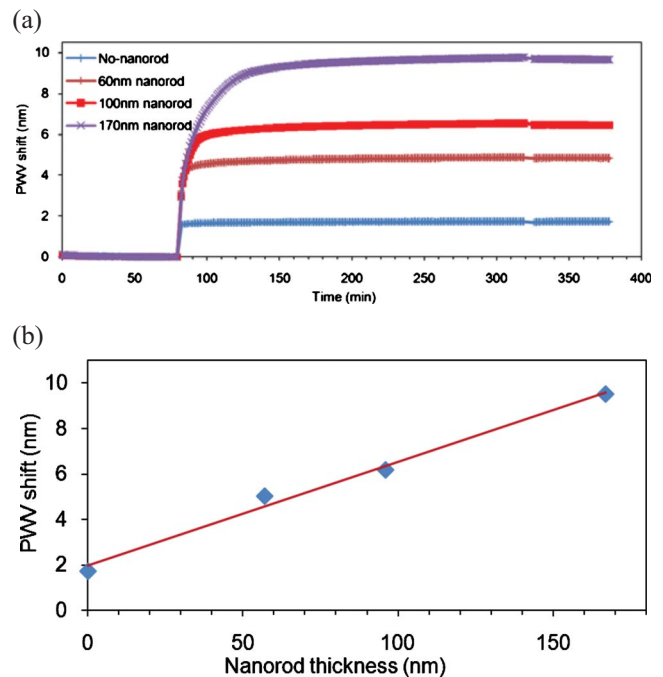 (a)
No-nanorod
60nm nanorod
100nm nanorod
170nm nanorod
PWV shift (nm)
10
8
6
4
2
0
0 50 100 150 200 250 300 350 400
Time (min)
(b)
PWV shift (nm)
10
8
6
4
2
0
0 50 100 150
Nanorod thickness (nm)